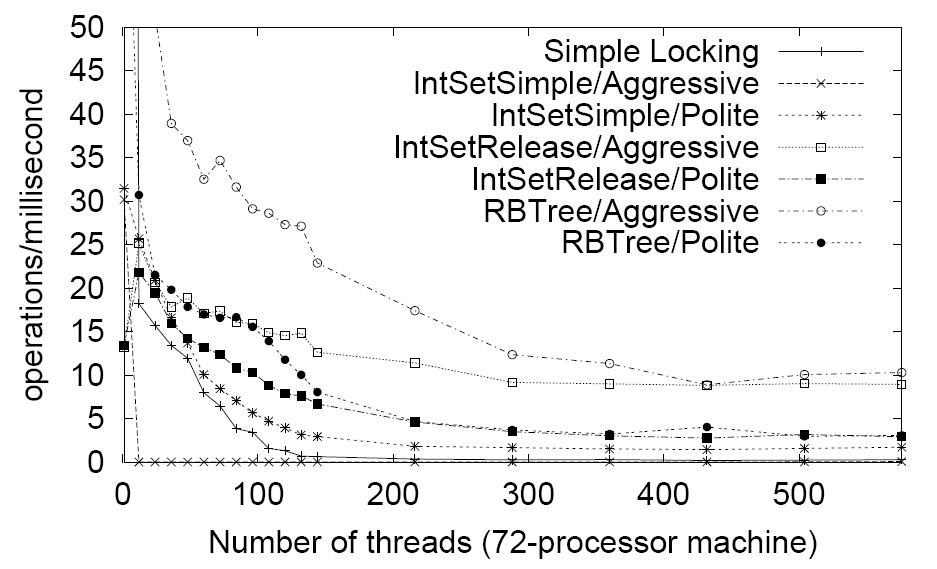 50
45
40
35
30
25
20
15
10
5
0
operations/millisecond
Simple Locking
IntSetSimple/Aggressive
IntSetSimple/Polite
IntSetRelease/Aggressive
IntSetRelease/Polite
RBTree/Aggressive
RBTree/Polite
0 100 200 300 400 500
Number of threads (72-processor machine)